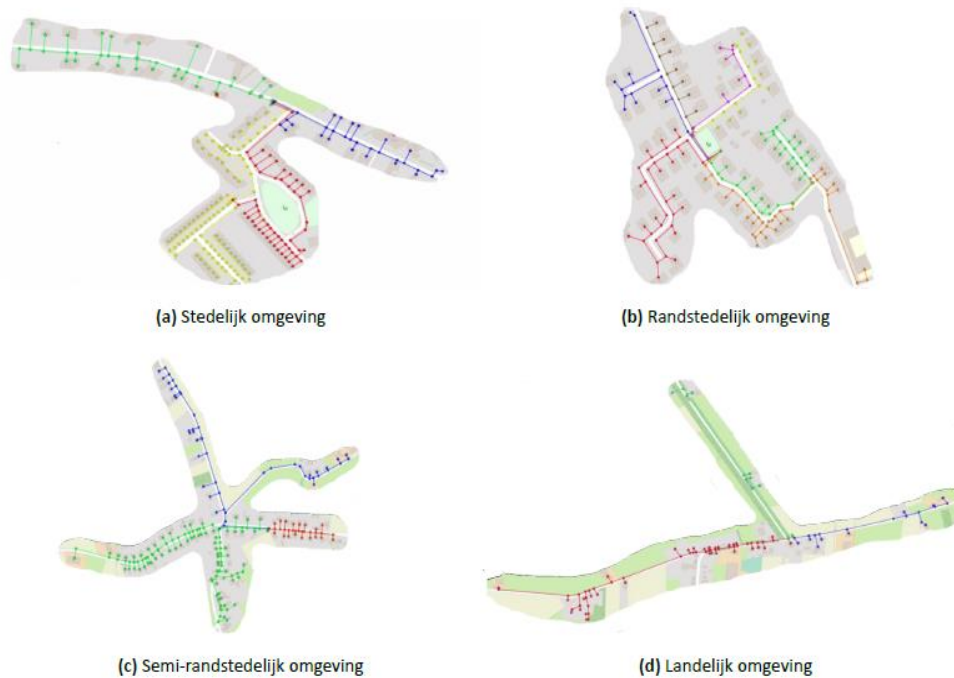 (a) Stedelijk omgeving
(b) Randstedelijk omgeving
(c) Semi-randstedelijk omgeving
(d) Landelijk omgeving